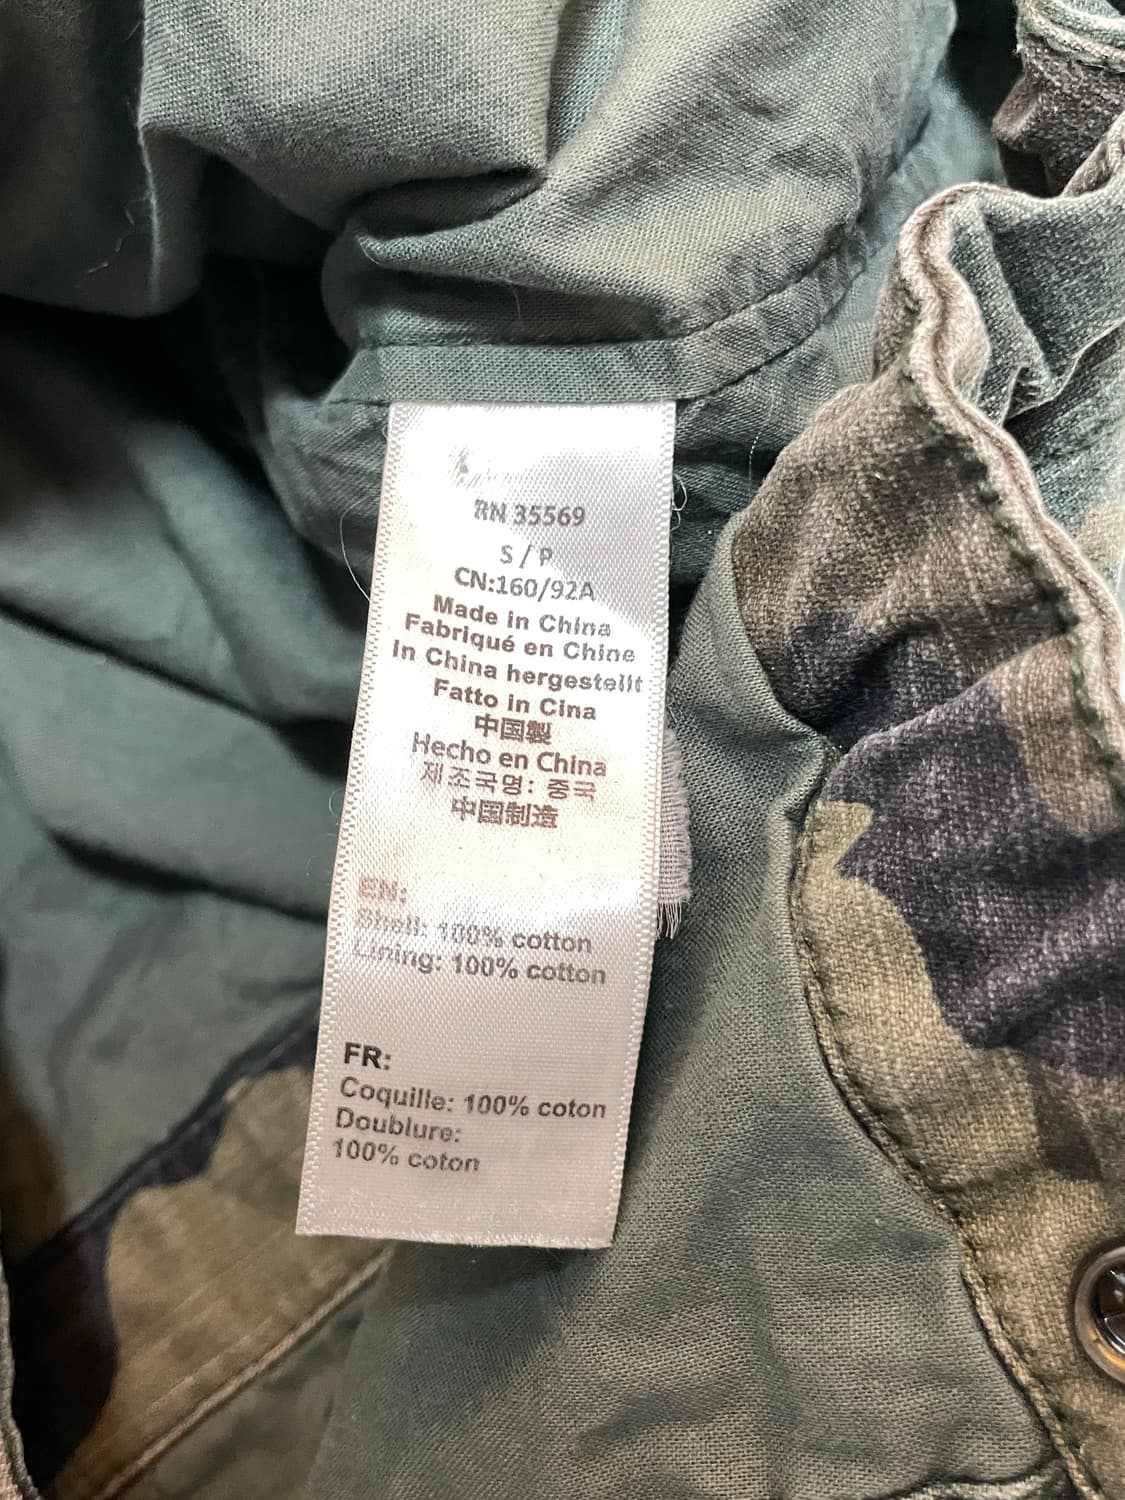 RN 35569
S / P
CN:160/92A
Made in China
Fabriqué en Chine
In China hergestellt
Fatto in Cina
中国製
Hecho en China
제조국명: 중국
中国制造
EN:
Shell: 100% cotton
Lining: 100% cotton
FR:
Coquille: 100% coton
Doublure:
100% coton